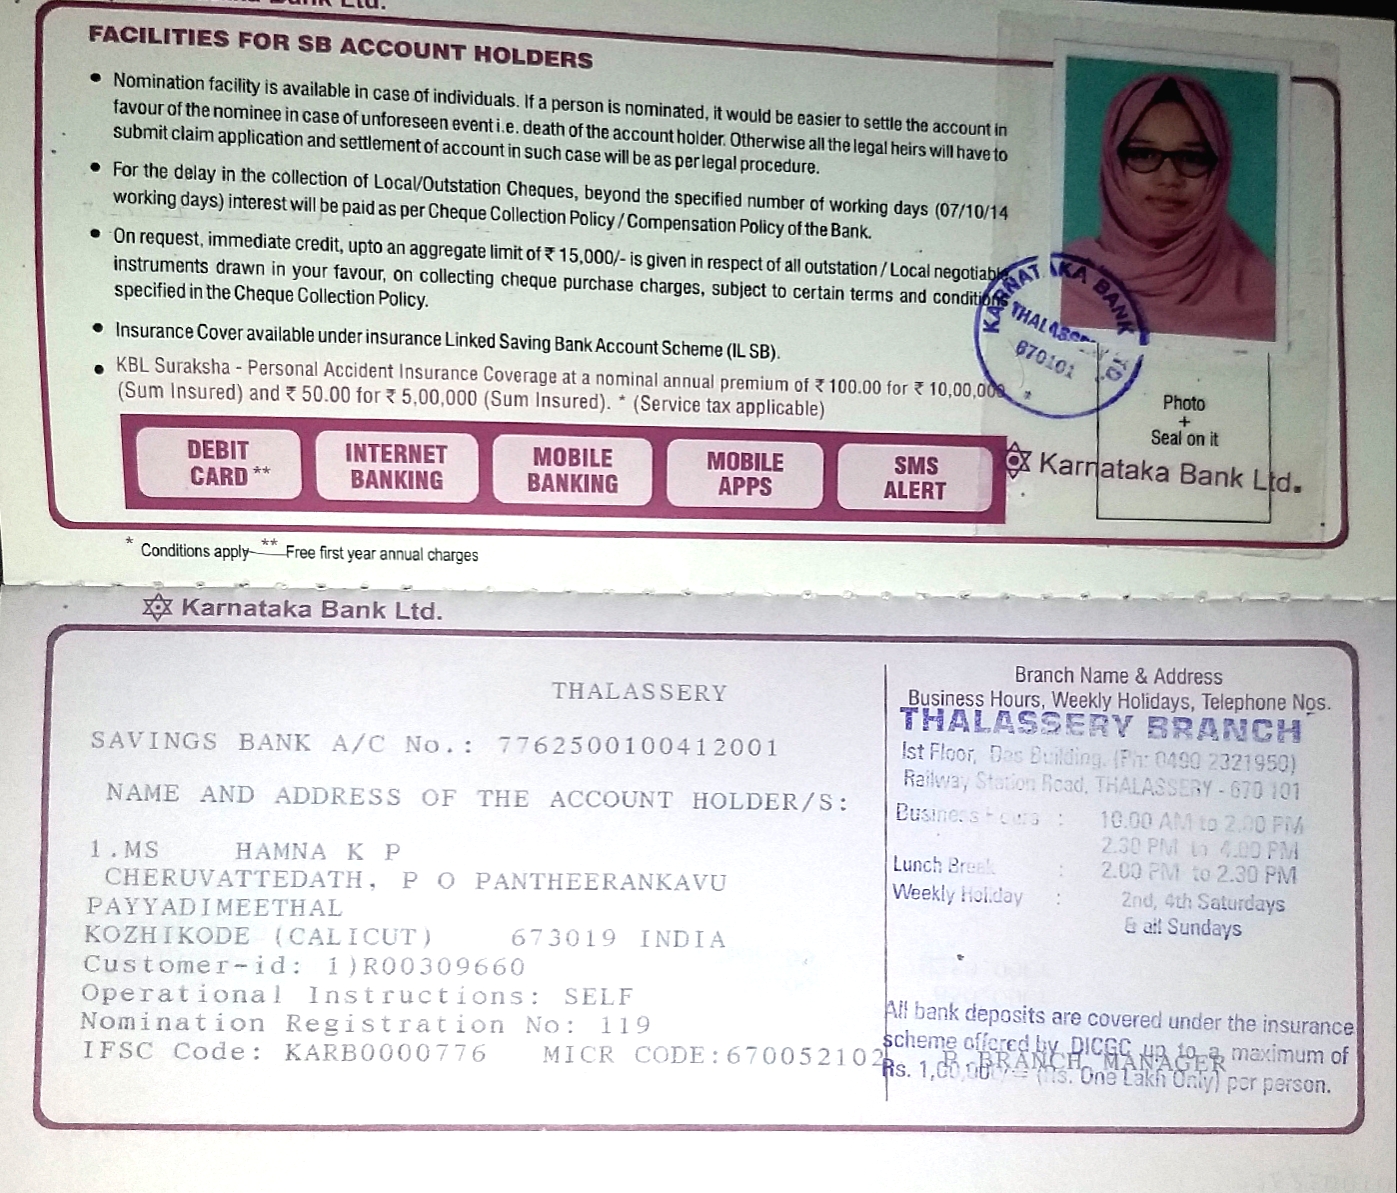 FACILITIES FOR SB ACCOUNT HOLDERS
• Nomination facility is available in case of individuals. If a person is nominated, it would be easier to settle the account in
favour of the nominee in case of unforeseen event i.e. death of the account holder. Otherwise all the legal heirs will have to
submit claim application and settlement of account in such case will be as per legal procedure.
• For the delay in the collection of Local/Outstation Cheques, beyond the specified number of working days (07/10/14
working days) interest will be paid as per Cheque Collection Policy / Compensation Policy of the Bank.
• On request, immediate credit, upto an aggregate limit of ₹ 15,000/- is given in respect of all outstation / Local negotiable
instruments drawn in your favour, on collecting cheque purchase charges, subject to certain terms and conditions
specified in the Cheque Collection Policy.
• Insurance Cover available under insurance Linked Saving Bank Account Scheme (IL SB).
• KBL Suraksha - Personal Accident Insurance Coverage at a nominal annual premium of ₹ 100.00 for ₹ 10,00,000
(Sum Insured) and ₹ 50.00 for ₹ 5,00,000 (Sum Insured). * (Service tax applicable)
DEBIT
CARD **
INTERNET
BANKING
MOBILE
BANKING
MOBILE
APPS
SMS
ALERT
KARNATAKA BANK LTD
THALASSERY
670101
Photo
+
Seal on it
Karnataka Bank Ltd.
* Conditions apply ** Free first year annual charges
Karnataka Bank Ltd.
THALASSERY
SAVINGS BANK A/C No.: 7762500100412001
NAME AND ADDRESS OF THE ACCOUNT HOLDER/S:
1.MS HAMNA K P
CHERUVATTEDATH, P O PANTHEERANKAVU
PAYYADIMEETHAL
KOZHIKODE (CALICUT) 673019 INDIA
Customer-id: 1)R00309660
Operational Instructions: SELF
Nomination Registration No: 119
IFSC Code: KARB0000776 MICR CODE:670052102
Branch Name & Address
Business Hours, Weekly Holidays, Telephone Nos.
THALASSERY BRANCH
Ist Floor, Das Building, (Ph: 0490 2321950)
Railway Station Road, THALASSERY - 670 101
Business Hours : 10.00 AM to 2.00 PM
2.30 PM to 4.00 PM
Lunch Break : 2.00 PM to 2.30 PM
Weekly Holiday : 2nd, 4th Saturdays
& all Sundays
All bank deposits are covered under the insurance
scheme offered by DICGC up to a maximum of
BRANCH MANAGER
Rs. 1,00,000/= (Rs. One Lakh Only) per person.